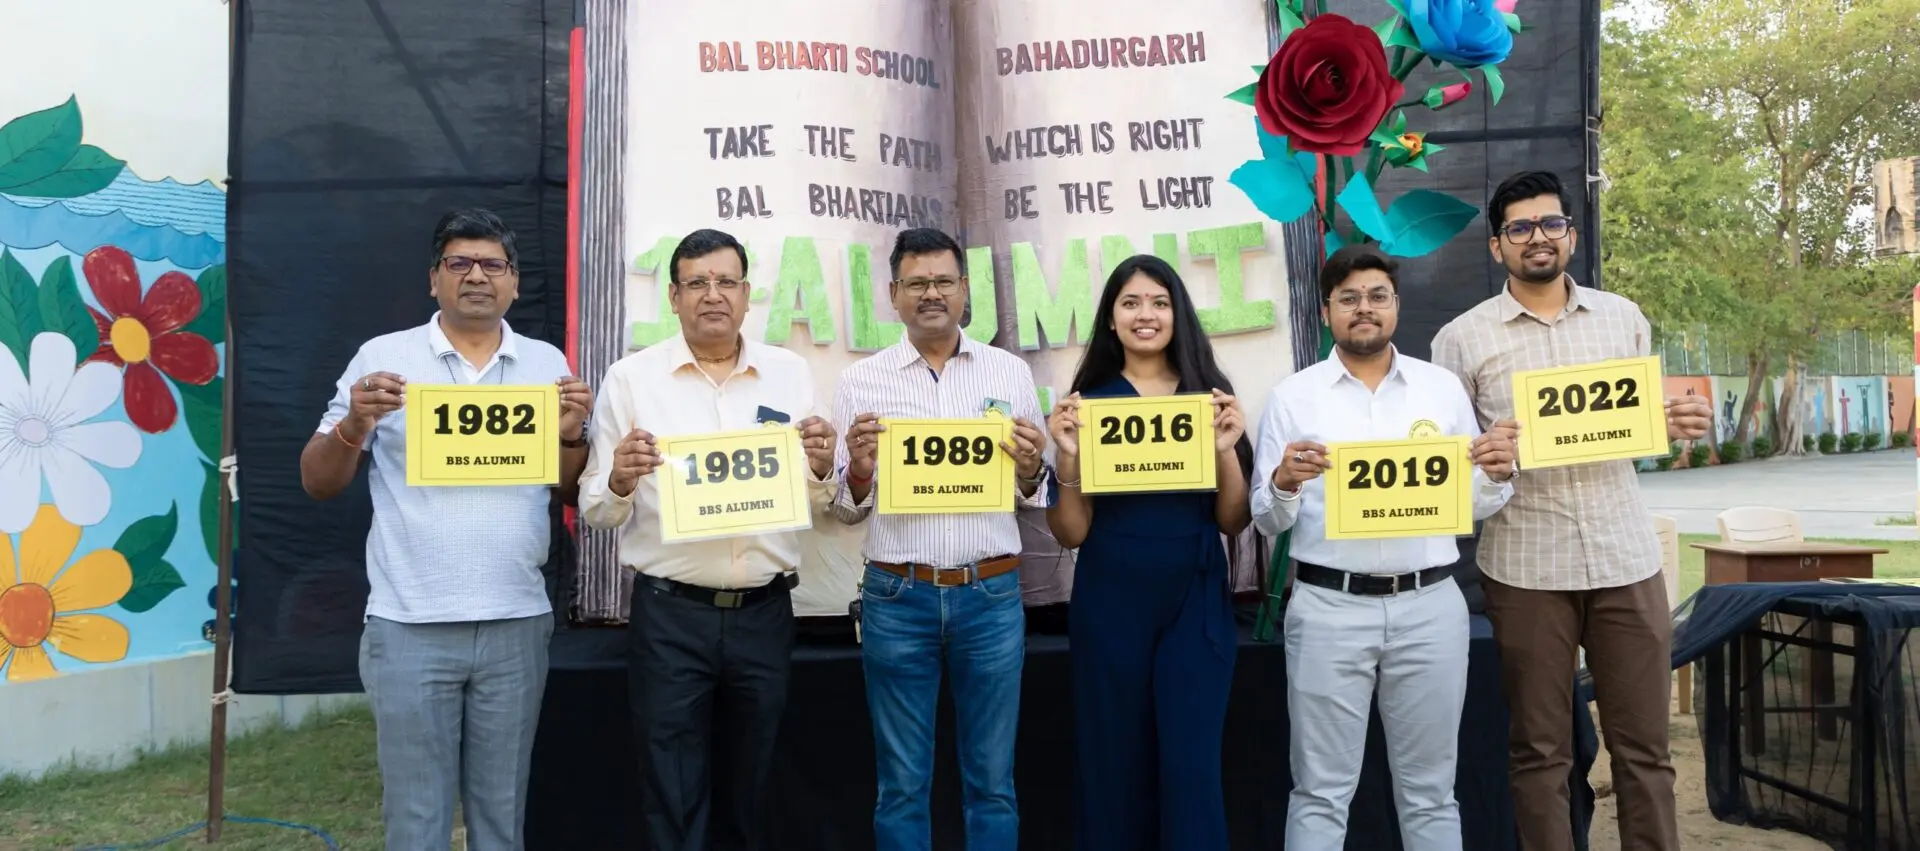 BAL BHARTI SCHOOL BAHADURGARH
TAKE THE PATH WHICH IS RIGHT
BAL BHARTIANS BE THE LIGHT
1st ALUMNI
1982
BBS ALUMNI
1985
BBS ALUMNI
1989
BBS ALUMNI
2016
BBS ALUMNI
2019
BBS ALUMNI
2022
BBS ALUMNI